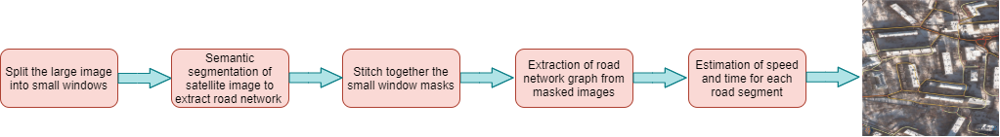 Split the large image
into small windows
Semantic
segmentation of
satellite image to
extract road network
Stitch together the
small window masks
Extraction of road
network graph from
masked images
Estimation of speed
and time for each
road segment